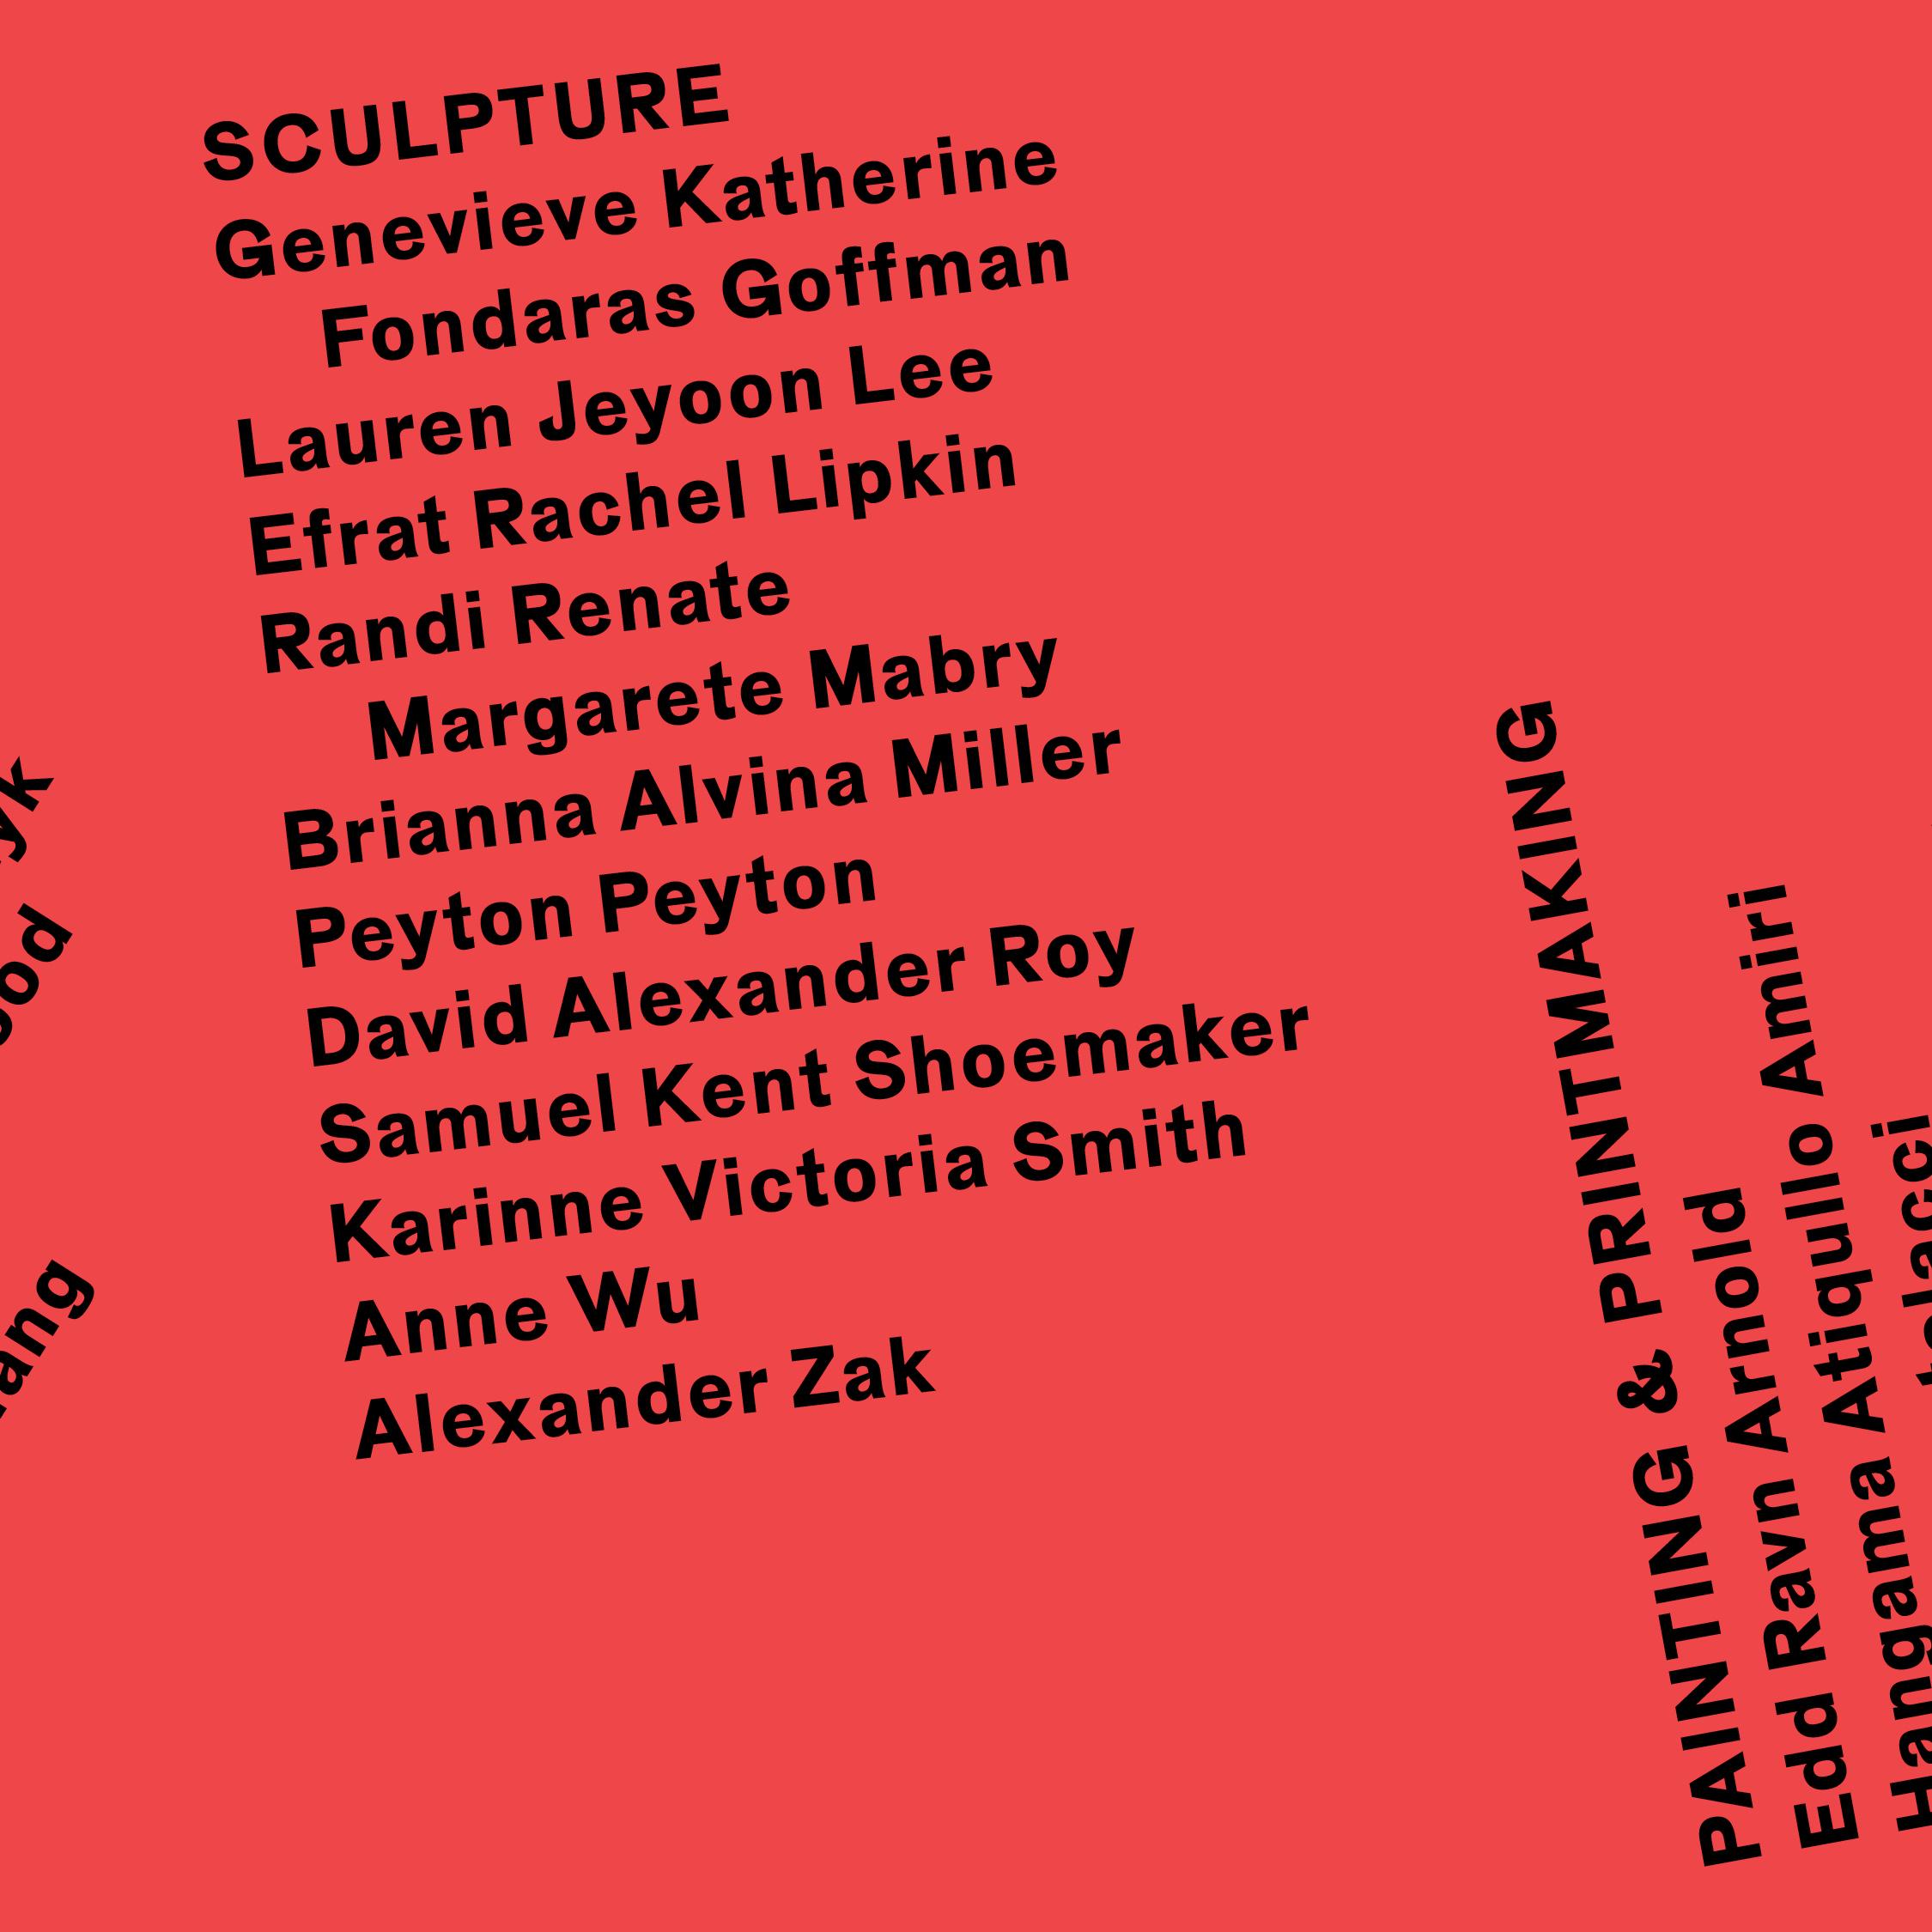 SCULPTURE
Genevieve Katherine
Fondaras Goffman
Lauren Jeyoon Lee
Efrat Rachel Lipkin
Randi Renate
Margarete Mabry
Brianna Alvina Miller
Peyton Peyton
David Alexander Roy
Samuel Kent Shoemaker
Karinne Victoria Smith
Anne Wu
Alexander Zak
PAINTING & PRINTMAKING
Edd Ravn Arnold
Hangama Atiqullo Amiri